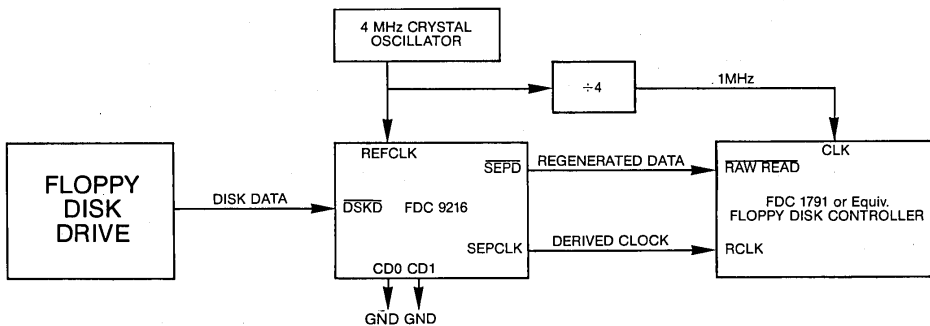 4 MHz CRYSTAL
OSCILLATOR
÷4
1MHz
REFCLK
CLK
SEPD
REGENERATED DATA
RAW READ
FLOPPY
DISK
DRIVE
DISK DATA
DSKD
FDC 9216
FDC 1791 or Equiv.
FLOPPY DISK CONTROLLER
SEPCLK
DERIVED CLOCK
RCLK
CD0 CD1
GND GND